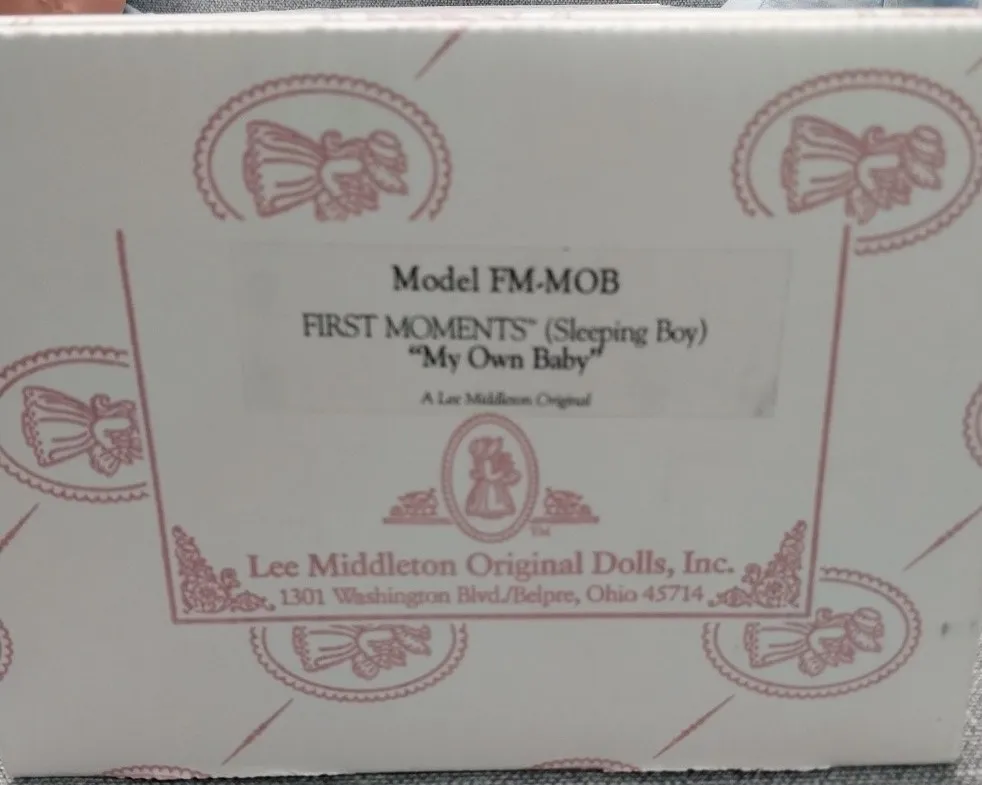 Model FM-MOB
FIRST MOMENTS™ (Sleeping Boy)
“My Own Baby”
A Lee Middleton Original
TM
Lee Middleton Original Dolls, Inc.
1301 Washington Blvd./Belpre, Ohio 45714